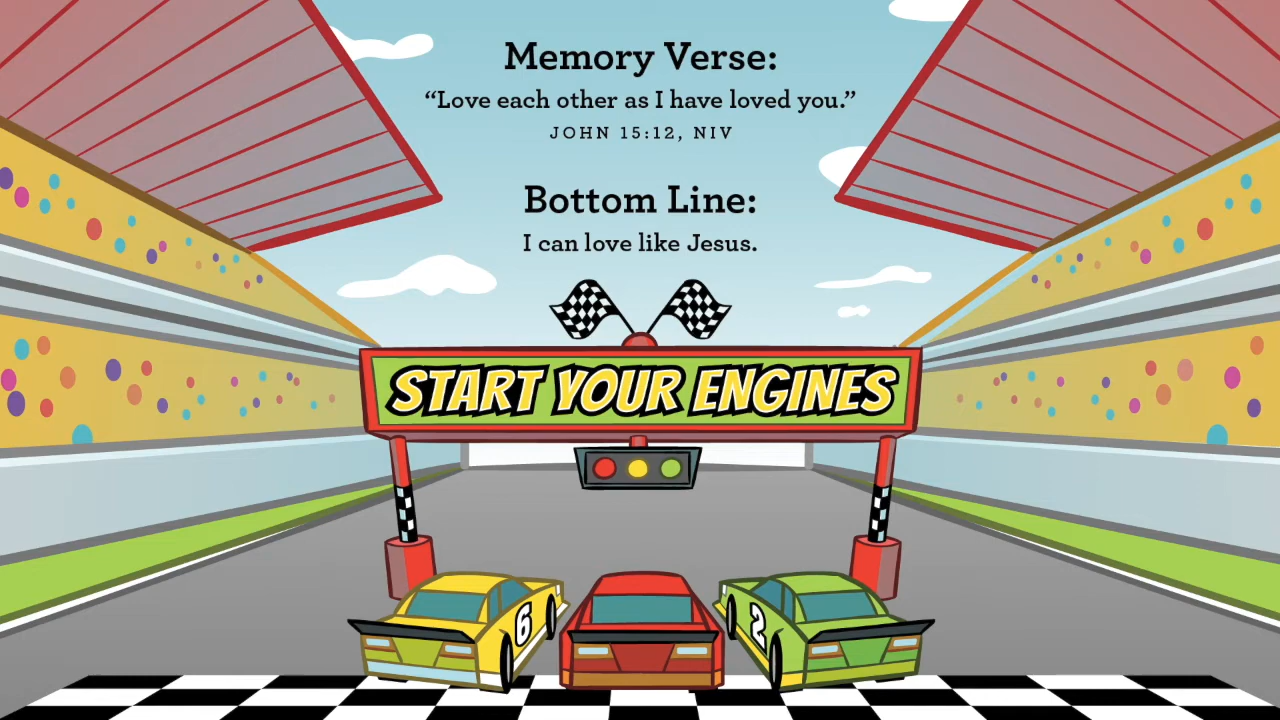 Memory Verse:
“Love each other as I have loved you.”
JOHN 15:12, NIV
Bottom Line:
I can love like Jesus.
START YOUR ENGINES
6
2